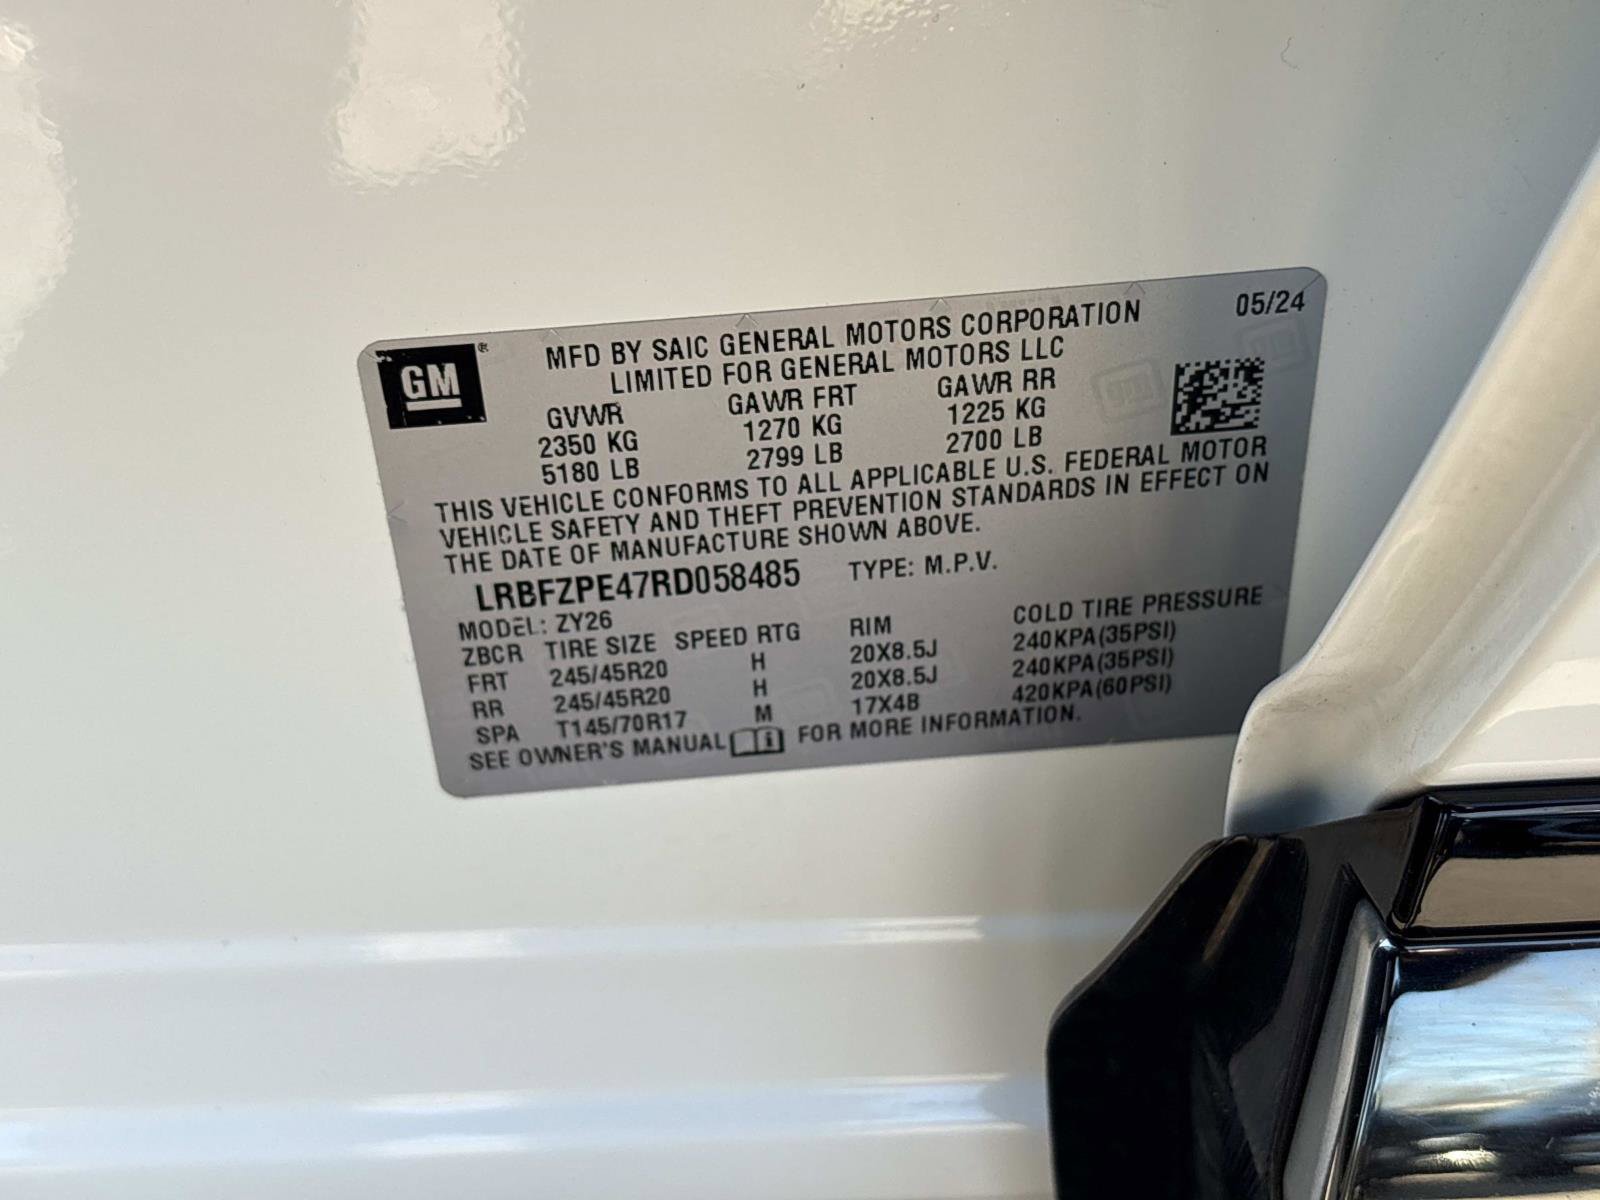 GM ®
05/24
MFD BY SAIC GENERAL MOTORS CORPORATION
LIMITED FOR GENERAL MOTORS LLC
GVWR GAWR FRT GAWR RR
2350 KG 1270 KG 1225 KG
5180 LB 2799 LB 2700 LB
THIS VEHICLE CONFORMS TO ALL APPLICABLE U.S. FEDERAL MOTOR
VEHICLE SAFETY AND THEFT PREVENTION STANDARDS IN EFFECT ON
THE DATE OF MANUFACTURE SHOWN ABOVE.
LRBFZPE47RD058485 TYPE: M.P.V.
MODEL: ZY26
ZBCR TIRE SIZE SPEED RTG RIM COLD TIRE PRESSURE
FRT 245/45R20 H 20X8.5J 240KPA(35PSI)
RR 245/45R20 H 20X8.5J 240KPA(35PSI)
SPA T145/70R17 M 17X4B 420KPA(60PSI)
SEE OWNER'S MANUAL FOR MORE INFORMATION.